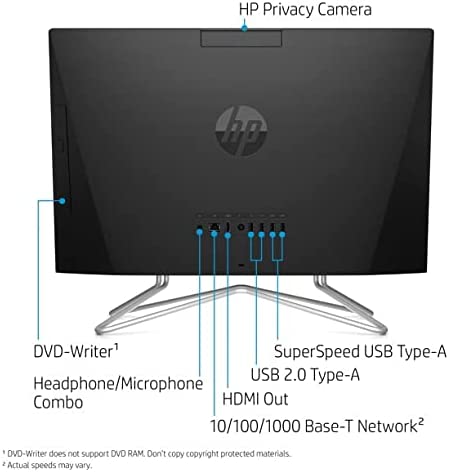 HP Privacy Camera
hp
DVD-Writer¹
Headphone/Microphone
Combo
SuperSpeed USB Type-A
USB 2.0 Type-A
HDMI Out
10/100/1000 Base-T Network²
¹ DVD-Writer does not support DVD RAM. Don't copy copyright protected materials.
² Actual speeds may vary.